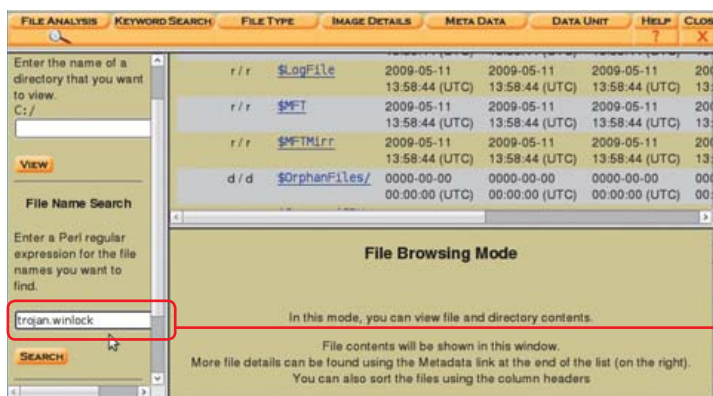 FILE ANALYSIS KEYWORD SEARCH FILE TYPE IMAGE DETAILS META DATA DATA UNIT HELP CLOS
? X
Enter the name of a
directory that you want
to view.
C:/
VIEW
File Name Search
Enter a Perl regular
expression for the file
names you want to
find.
trojan.winlock
SEARCH
r / r $LogFile 2009-05-11 2009-05-11 2009-05-11 200
13:58:44 (UTC) 13:58:44 (UTC) 13:58:44 (UTC) 13:
r / r $MFT 2009-05-11 2009-05-11 2009-05-11 200
13:58:44 (UTC) 13:58:44 (UTC) 13:58:44 (UTC) 13:
r / r $MFTMirr 2009-05-11 2009-05-11 2009-05-11 200
13:58:44 (UTC) 13:58:44 (UTC) 13:58:44 (UTC) 13:
d / d $OrphanFiles/ 0000-00-00 0000-00-00 0000-00-00 000
00:00:00 (UTC) 00:00:00 (UTC) 00:00:00 (UTC) 00:
File Browsing Mode
In this mode, you can view file and directory contents.
File contents will be shown in this window.
More file details can be found using the Metadata link at the end of the list (on the right).
You can also sort the files using the column headers